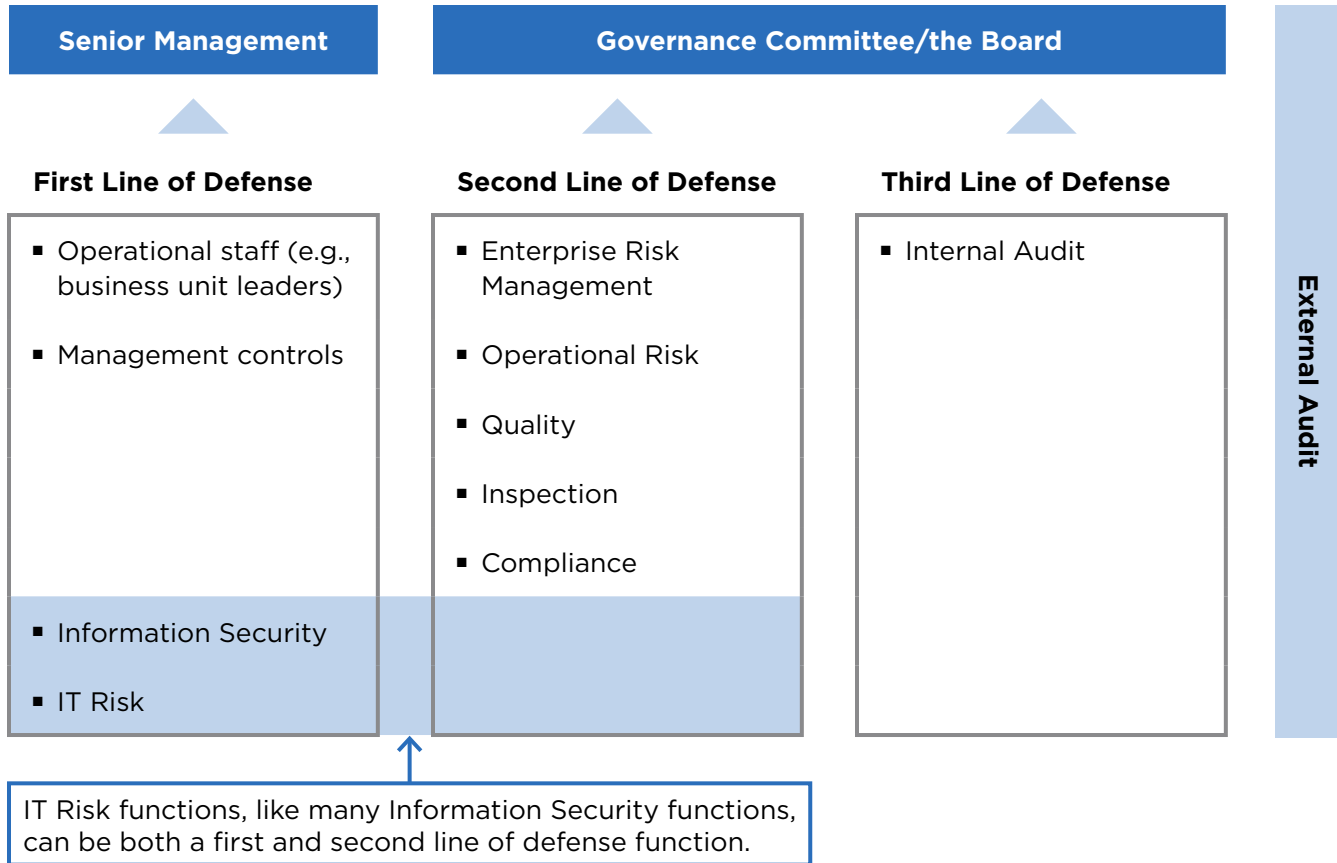 Senior Management
Governance Committee/the Board
First Line of Defense
Second Line of Defense
Third Line of Defense
▪ Operational staff (e.g.,
business unit leaders)
▪ Management controls
▪ Information Security
▪ IT Risk
▪ Enterprise Risk
Management
▪ Operational Risk
▪ Quality
▪ Inspection
▪ Compliance
▪ Internal Audit
External Audit
IT Risk functions, like many Information Security functions,
can be both a first and second line of defense function.